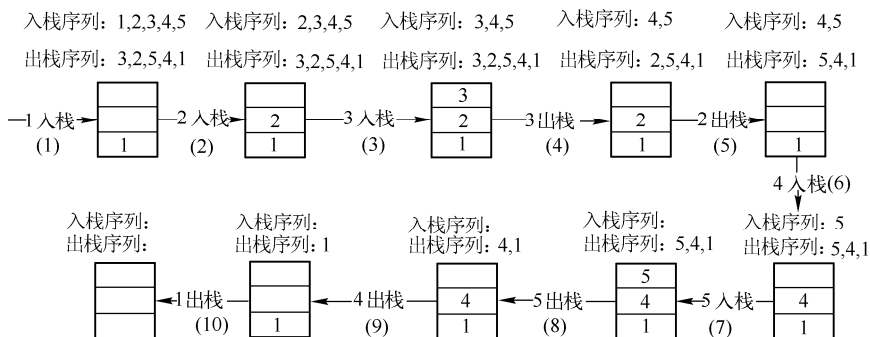 入栈序列：1,2,3,4,5 入栈序列：2,3,4,5 入栈序列：3,4,5 入栈序列：4,5 入栈序列：4,5
出栈序列：3,2,5,4,1 出栈序列：3,2,5,4,1 出栈序列：3,2,5,4,1 出栈序列：2,5,4,1 出栈序列：5,4,1
3
1 入栈 2 入栈 2 3 入栈 2 3 出栈 2 2 出栈
(1) 1 (2) 1 (3) 1 (4) 1 (5) 1
4 入栈(6)
入栈序列： 入栈序列： 入栈序列： 入栈序列： 入栈序列：5
出栈序列： 出栈序列：1 出栈序列：4,1 出栈序列：5,4,1 出栈序列：5,4,1
5
1 出栈 4 出栈 4 5 出栈 4 5 入栈 4
(10) 1 (9) 1 (8) 1 (7) 1